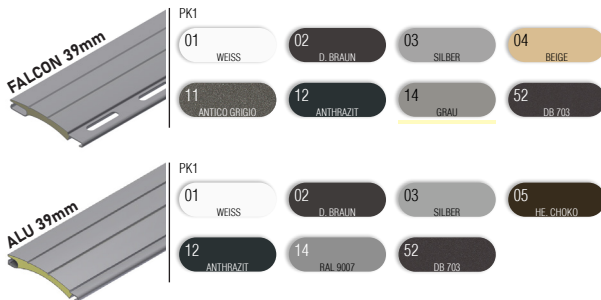 FALCON 39mm
PK1
01 WEISS
02 D. BRAUN
03 SILBER
04 BEIGE
11 ANTICO GRIGIO
12 ANTHRAZIT
14 GRAU
52 DB 703
ALU 39mm
PK1
01 WEISS
02 D. BRAUN
03 SILBER
05 HE. CHOKO
12 ANTHRAZIT
14 RAL 9007
52 DB 703